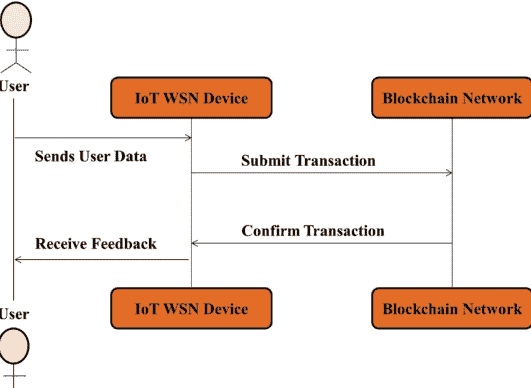 User
IoT WSN Device
Blockchain Network
Sends User Data
Submit Transaction
Confirm Transaction
Receive Feedback
User
IoT WSN Device
Blockchain Network